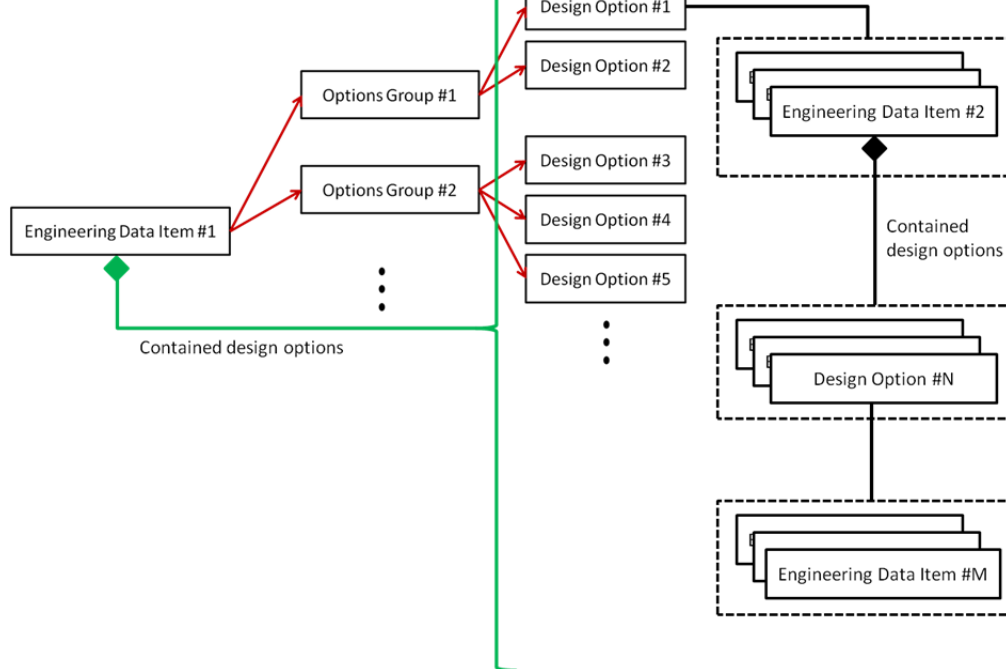 Design Option #1
Design Option #2
Options Group #1
Engineering Data Item #2
Design Option #3
Options Group #2
Design Option #4
Engineering Data Item #1
Contained
design options
Design Option #5
Contained design options
Design Option #N
Engineering Data Item #M